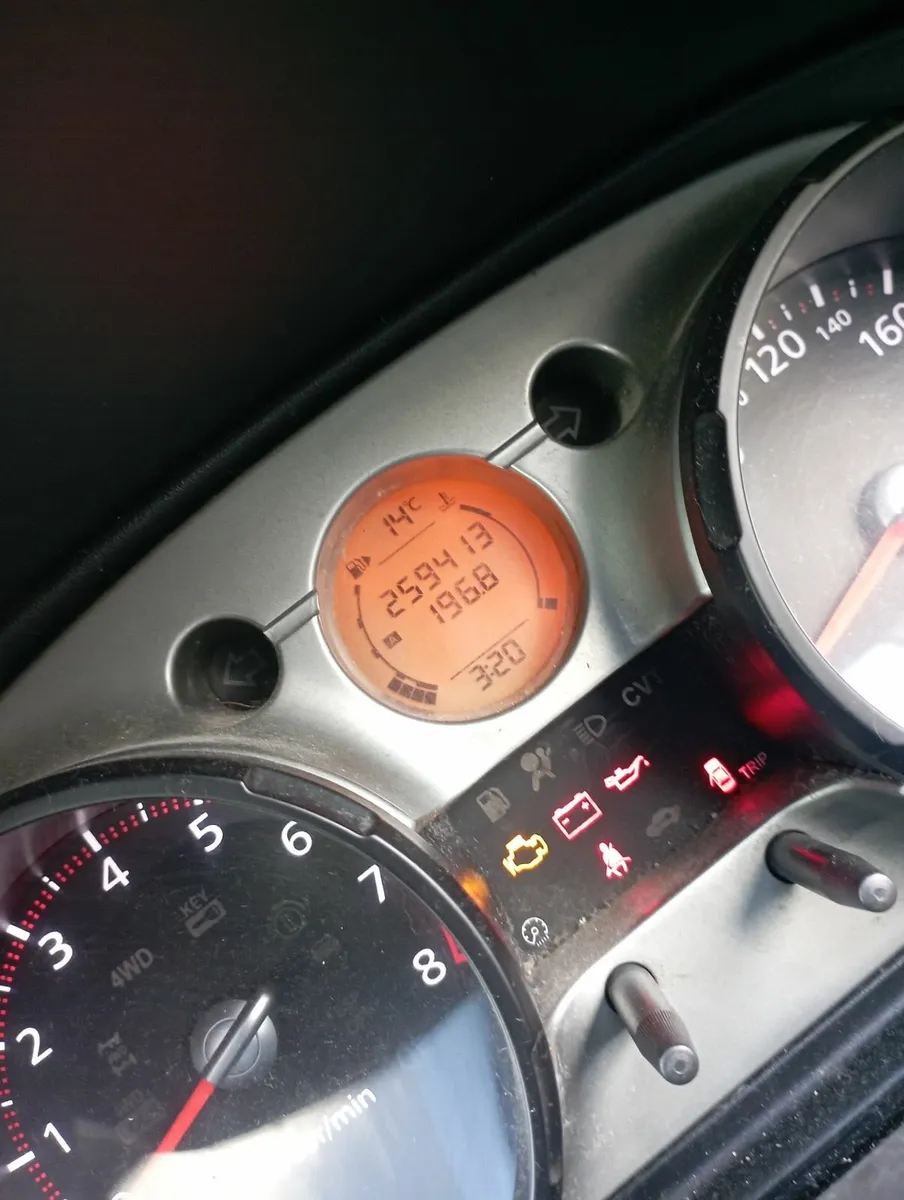 14°C
259413
A 196.8
3:20
120 140 160
CVT
TRIP
1 2 3 4 5 6 7 8
KEY
4WD
r/min